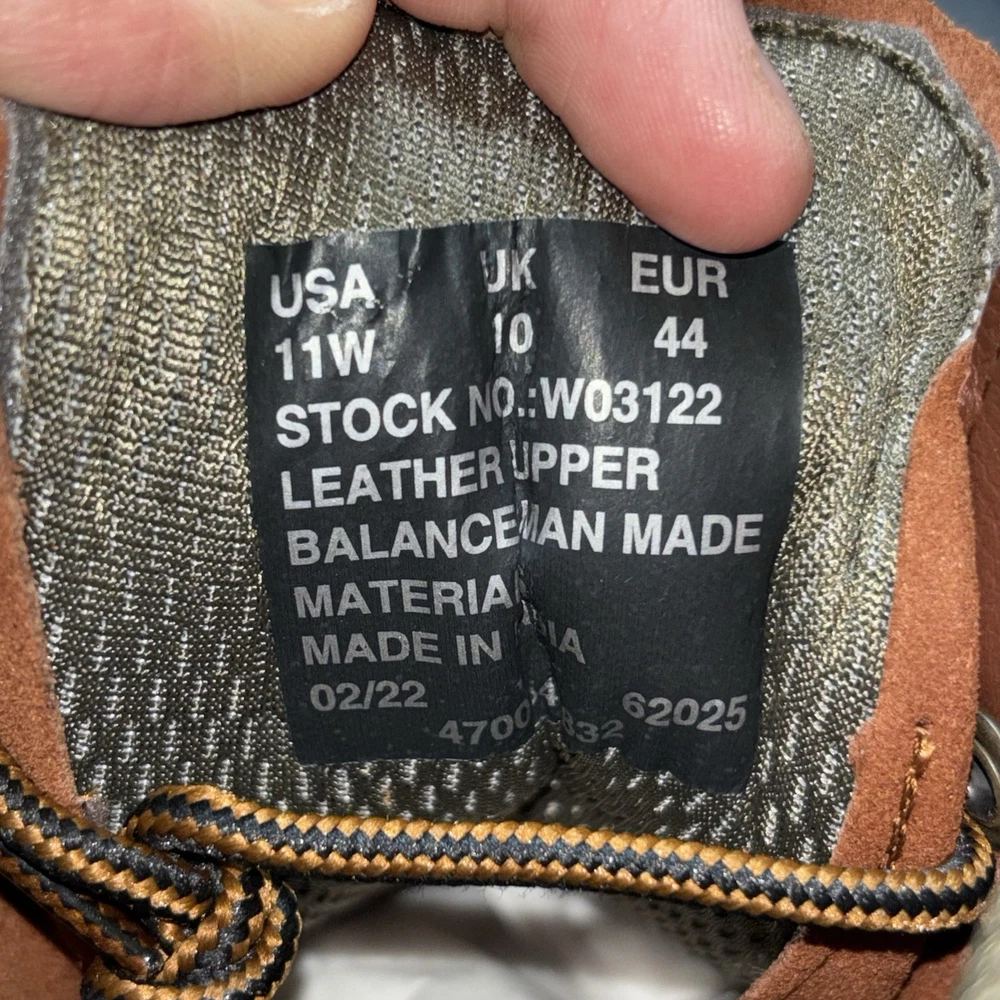 USA UK EUR
11W 10 44
STOCK NO.:W03122
LEATHER UPPER
BALANCE MAN MADE
MATERIA
MADE IN
02/22 62025